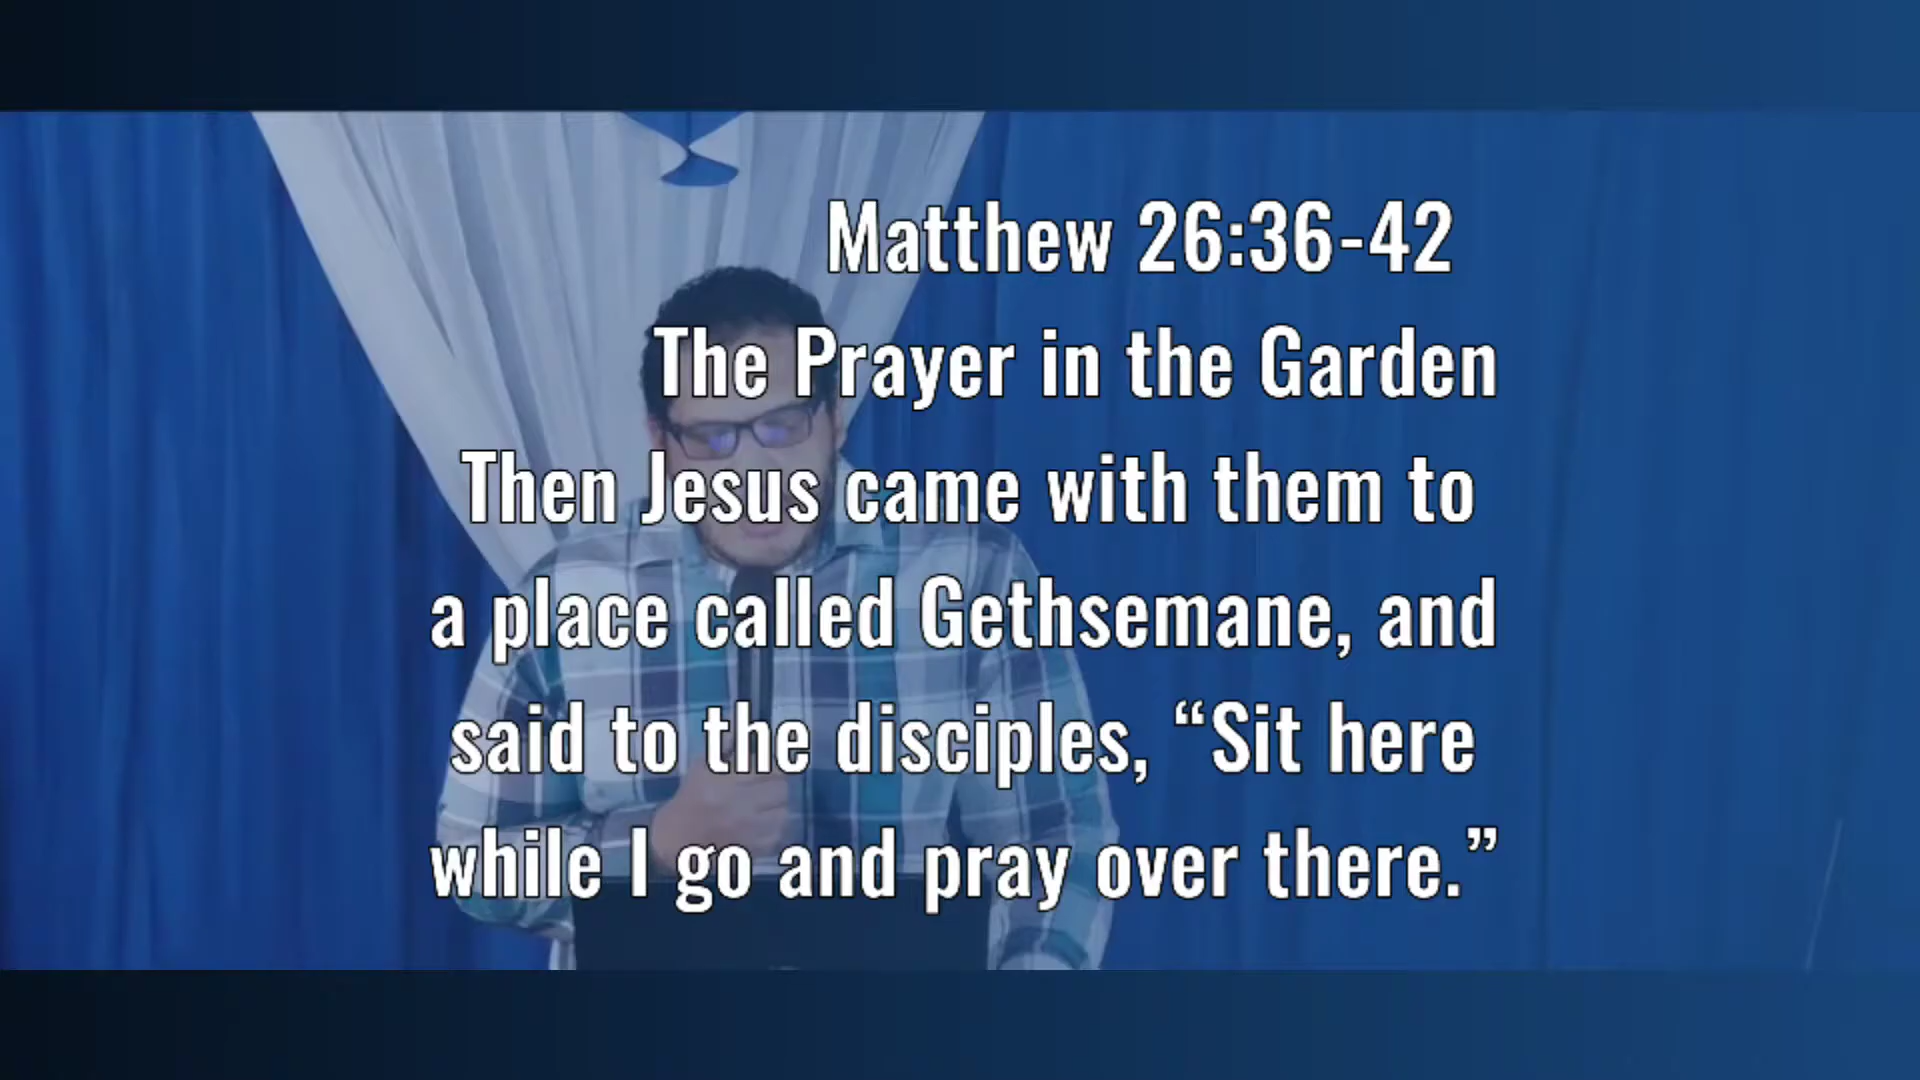 Matthew 26:36-42
The Prayer in the Garden
Then Jesus came with them to
a place called Gethsemane, and
said to the disciples, “Sit here
while I go and pray over there.”